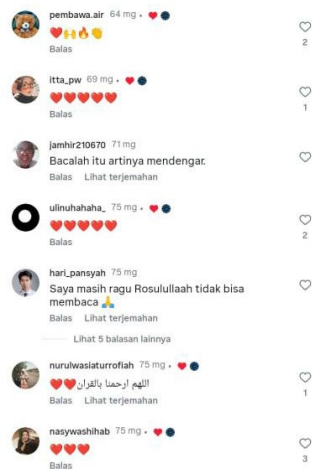 pembawa.air 64 mg • ❤️
❤️🙌🔥👏
2
Balas
itta_pw 69 mg • ❤️
❤️❤️❤️❤️❤️
1
Balas
jamhir210670 71 mg
Bacalah itu artinya mendengar.
Balas Lihat terjemahan
ulinuhahaha_ 75 mg • ❤️
❤️❤️❤️❤️❤️
2
Balas
hari_pansyah 75 mg
Saya masih ragu Rosulullaah tidak bisa
membaca 🙏
Balas Lihat terjemahan
Lihat 5 balasan lainnya
nurulwasiaturrofiah 75 mg • ❤️
اللهم ارحمنا بالقران❤️❤️
1
Balas Lihat terjemahan
nasywashihab 75 mg • ❤️
❤️❤️❤️
3
Balas